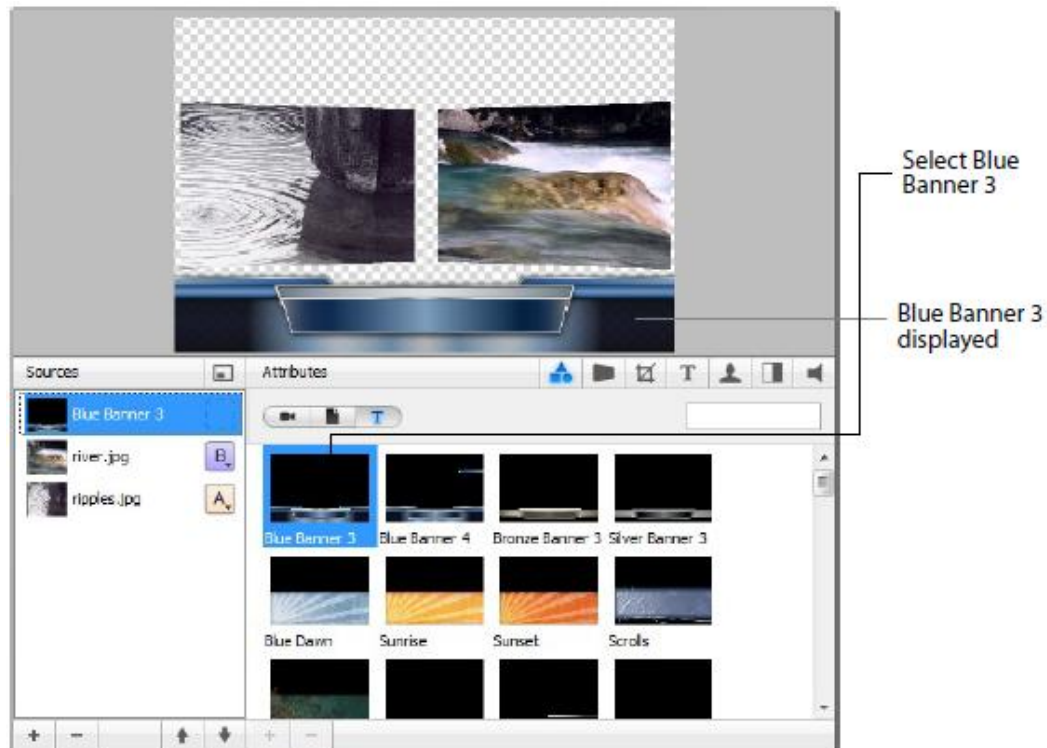 Select Blue
Banner 3
Blue Banner 3
displayed
Sources
Attributes
T
Blue Banner 3
T
river.jpg
B
ripples.jpg
A
Blue Banner 3
Blue Banner 4
Bronze Banner 3
Silver Banner 3
Blue Dawn
Sunrise
Sunset
Scrolls